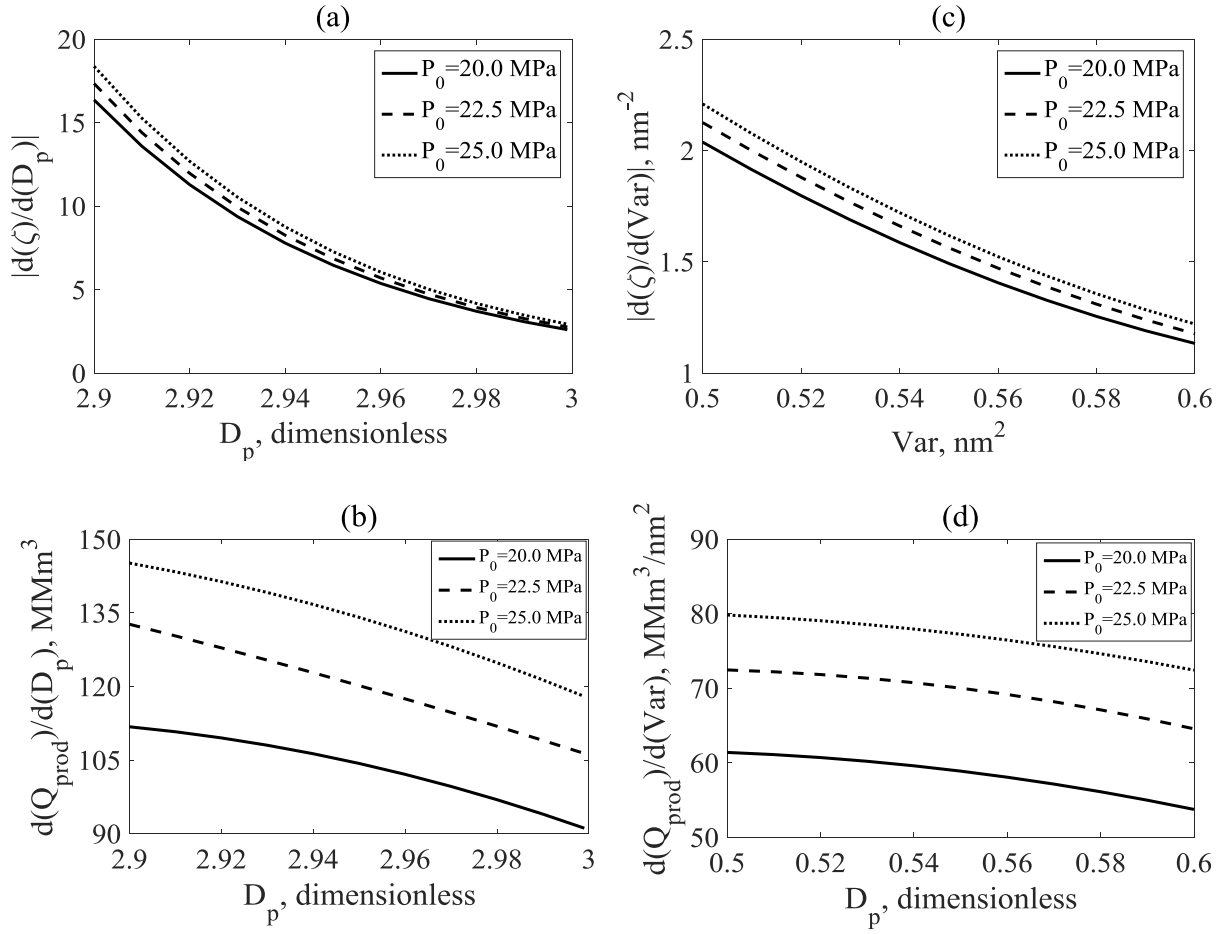 (a)
|d(ζ)/d(D_p)|
20
15
10
5
0
P_0=20.0 MPa
P_0=22.5 MPa
P_0=25.0 MPa
2.9 2.92 2.94 2.96 2.98 3
D_p, dimensionless
(c)
|d(ζ)/d(Var)|, nm^-2
2.5
2
1.5
1
P_0=20.0 MPa
P_0=22.5 MPa
P_0=25.0 MPa
0.5 0.52 0.54 0.56 0.58 0.6
Var, nm^2
(b)
d(Q_prod)/d(D_p), MMm^3
150
135
120
105
90
P_0=20.0 MPa
P_0=22.5 MPa
P_0=25.0 MPa
2.9 2.92 2.94 2.96 2.98 3
D_p, dimensionless
(d)
d(Q_prod)/d(Var), MMm^3/nm^2
90
80
70
60
50
P_0=20.0 MPa
P_0=22.5 MPa
P_0=25.0 MPa
0.5 0.52 0.54 0.56 0.58 0.6
D_p, dimensionless